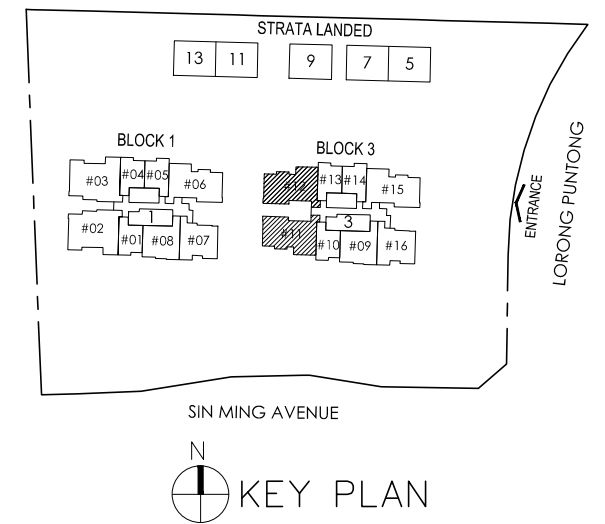 STRATA LANDED
13 11 9 7 5
BLOCK 1
BLOCK 3
#03 #04 #05 #06
#12 #13 #14 #15
1
3
#02 #01 #08 #07
#11 #10 #09 #16
ENTRANCE
LORONG PUNTONG
SIN MING AVENUE
N
KEY PLAN